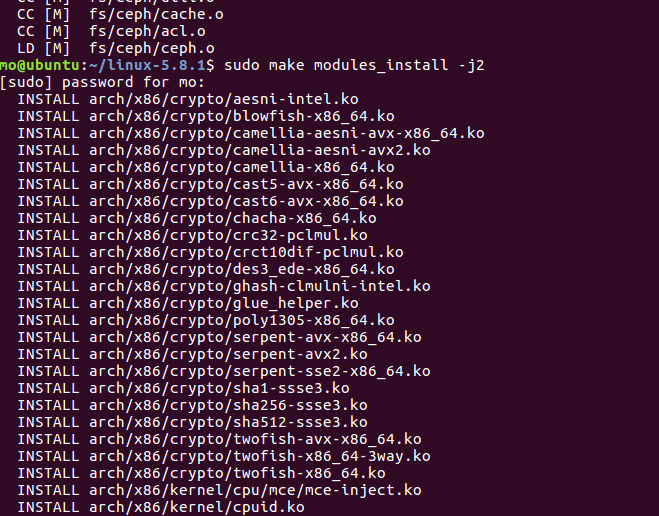 CC [M]  fs/ceph/cache.o
CC [M]  fs/ceph/acl.o
LD [M]  fs/ceph/ceph.o
mo@ubuntu:~/linux-5.8.1$ sudo make modules_install -j2
[sudo] password for mo:
INSTALL arch/x86/crypto/aesni-intel.ko
INSTALL arch/x86/crypto/blowfish-x86_64.ko
INSTALL arch/x86/crypto/camellia-aesni-avx-x86_64.ko
INSTALL arch/x86/crypto/camellia-aesni-avx2.ko
INSTALL arch/x86/crypto/camellia-x86_64.ko
INSTALL arch/x86/crypto/cast5-avx-x86_64.ko
INSTALL arch/x86/crypto/cast6-avx-x86_64.ko
INSTALL arch/x86/crypto/chacha-x86_64.ko
INSTALL arch/x86/crypto/crc32-pclmul.ko
INSTALL arch/x86/crypto/crct10dif-pclmul.ko
INSTALL arch/x86/crypto/des3_ede-x86_64.ko
INSTALL arch/x86/crypto/ghash-clmulni-intel.ko
INSTALL arch/x86/crypto/glue_helper.ko
INSTALL arch/x86/crypto/poly1305-x86_64.ko
INSTALL arch/x86/crypto/serpent-avx-x86_64.ko
INSTALL arch/x86/crypto/serpent-avx2.ko
INSTALL arch/x86/crypto/serpent-sse2-x86_64.ko
INSTALL arch/x86/crypto/sha1-ssse3.ko
INSTALL arch/x86/crypto/sha256-ssse3.ko
INSTALL arch/x86/crypto/sha512-ssse3.ko
INSTALL arch/x86/crypto/twofish-avx-x86_64.ko
INSTALL arch/x86/crypto/twofish-x86_64-3way.ko
INSTALL arch/x86/crypto/twofish-x86_64.ko
INSTALL arch/x86/kernel/cpu/mce/mce-inject.ko
INSTALL arch/x86/kernel/cpuid.ko